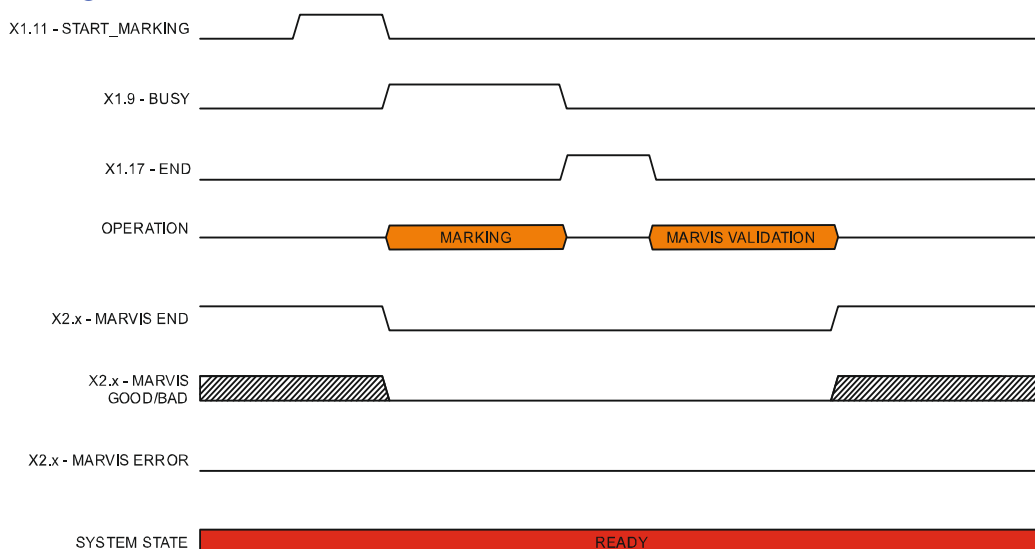 X1.11 - START_MARKING
X1.9 - BUSY
X1.17 - END
OPERATION
MARKING
MARVIS VALIDATION
X2.x - MARVIS END
X2.x - MARVIS
GOOD/BAD
X2.x - MARVIS ERROR
SYSTEM STATE
READY